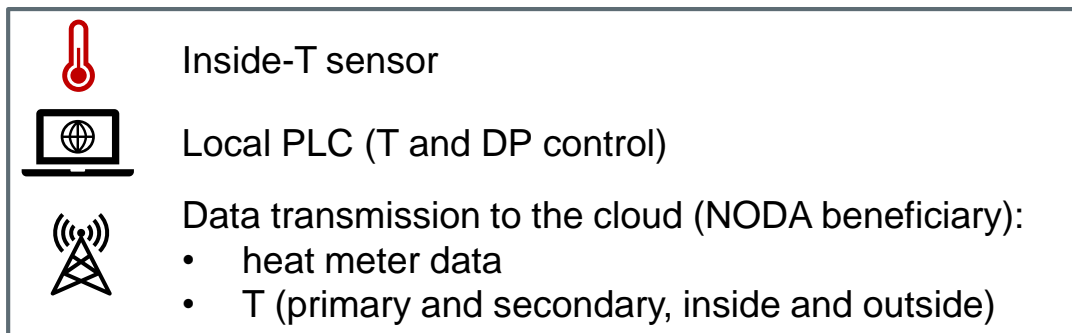 Inside-T sensor
Local PLC (T and DP control)
Data transmission to the cloud (NODA beneficiary):
• heat meter data
• T (primary and secondary, inside and outside)